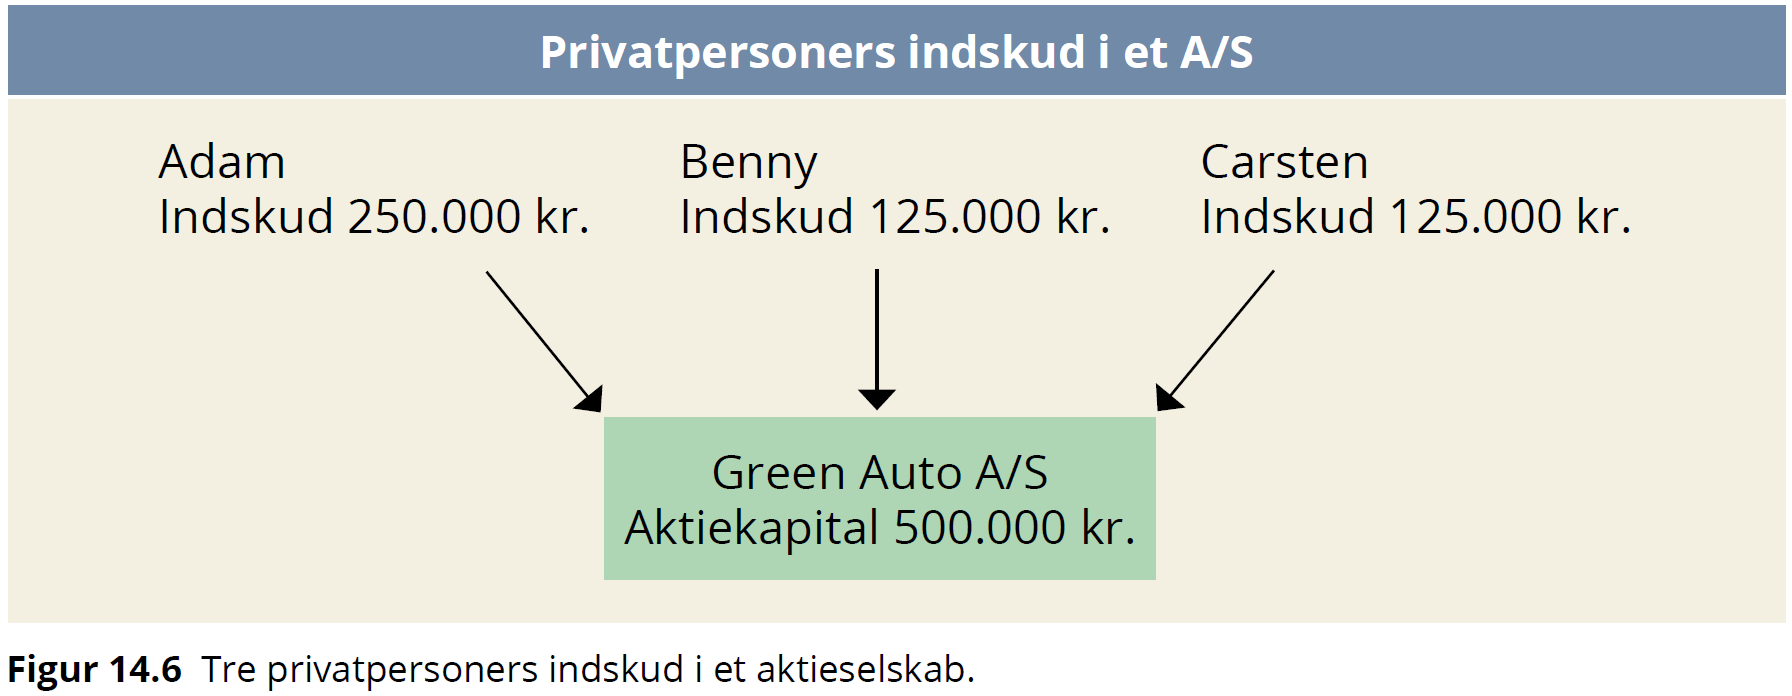 Privatpersoners indskud i et A/S
Adam
Indskud 250.000 kr.
Benny
Indskud 125.000 kr.
Carsten
Indskud 125.000 kr.
Green Auto A/S
Aktiekapital 500.000 kr.
Figur 14.6 Tre privatpersoners indskud i et aktieselskab.